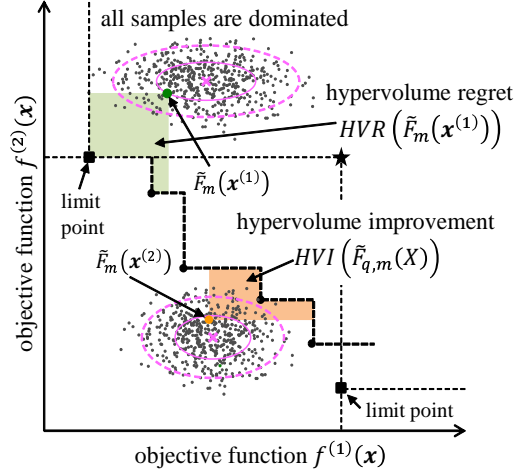 all samples are dominated
hypervolume regret
HVR (F̃ₘ(𝒙⁽¹⁾))
F̃ₘ(𝒙⁽¹⁾)
limit
point
hypervolume improvement
HVI (F̃_{q,m}(X))
F̃ₘ(𝒙⁽²⁾)
limit point
objective function f⁽²⁾(𝒙)
objective function f⁽¹⁾(𝒙)